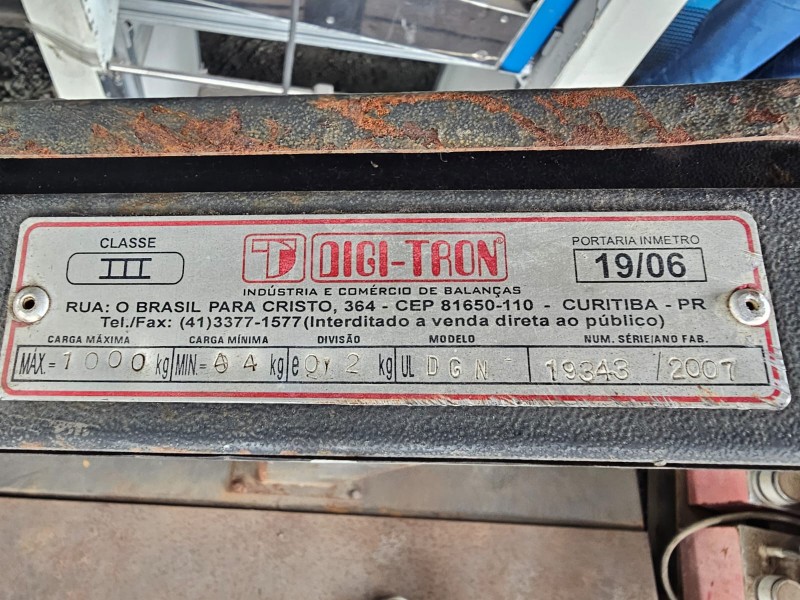 CLASSE
III
DIGI-TRON®
INDÚSTRIA E COMÉRCIO DE BALANÇAS
PORTARIA INMETRO
19/06
RUA: O BRASIL PARA CRISTO, 364 - CEP 81650-110 - CURITIBA - PR
Tel./Fax: (41)3377-1577(Interditado a venda direta ao público)
CARGA MÁXIMA CARGA MÍNIMA DIVISÃO MODELO NUM. SÉRIE/ANO FAB.
MÁX.= 1000 kg MIN.= 4 kg e 0,2 kg UL DGN 19343 / 2007